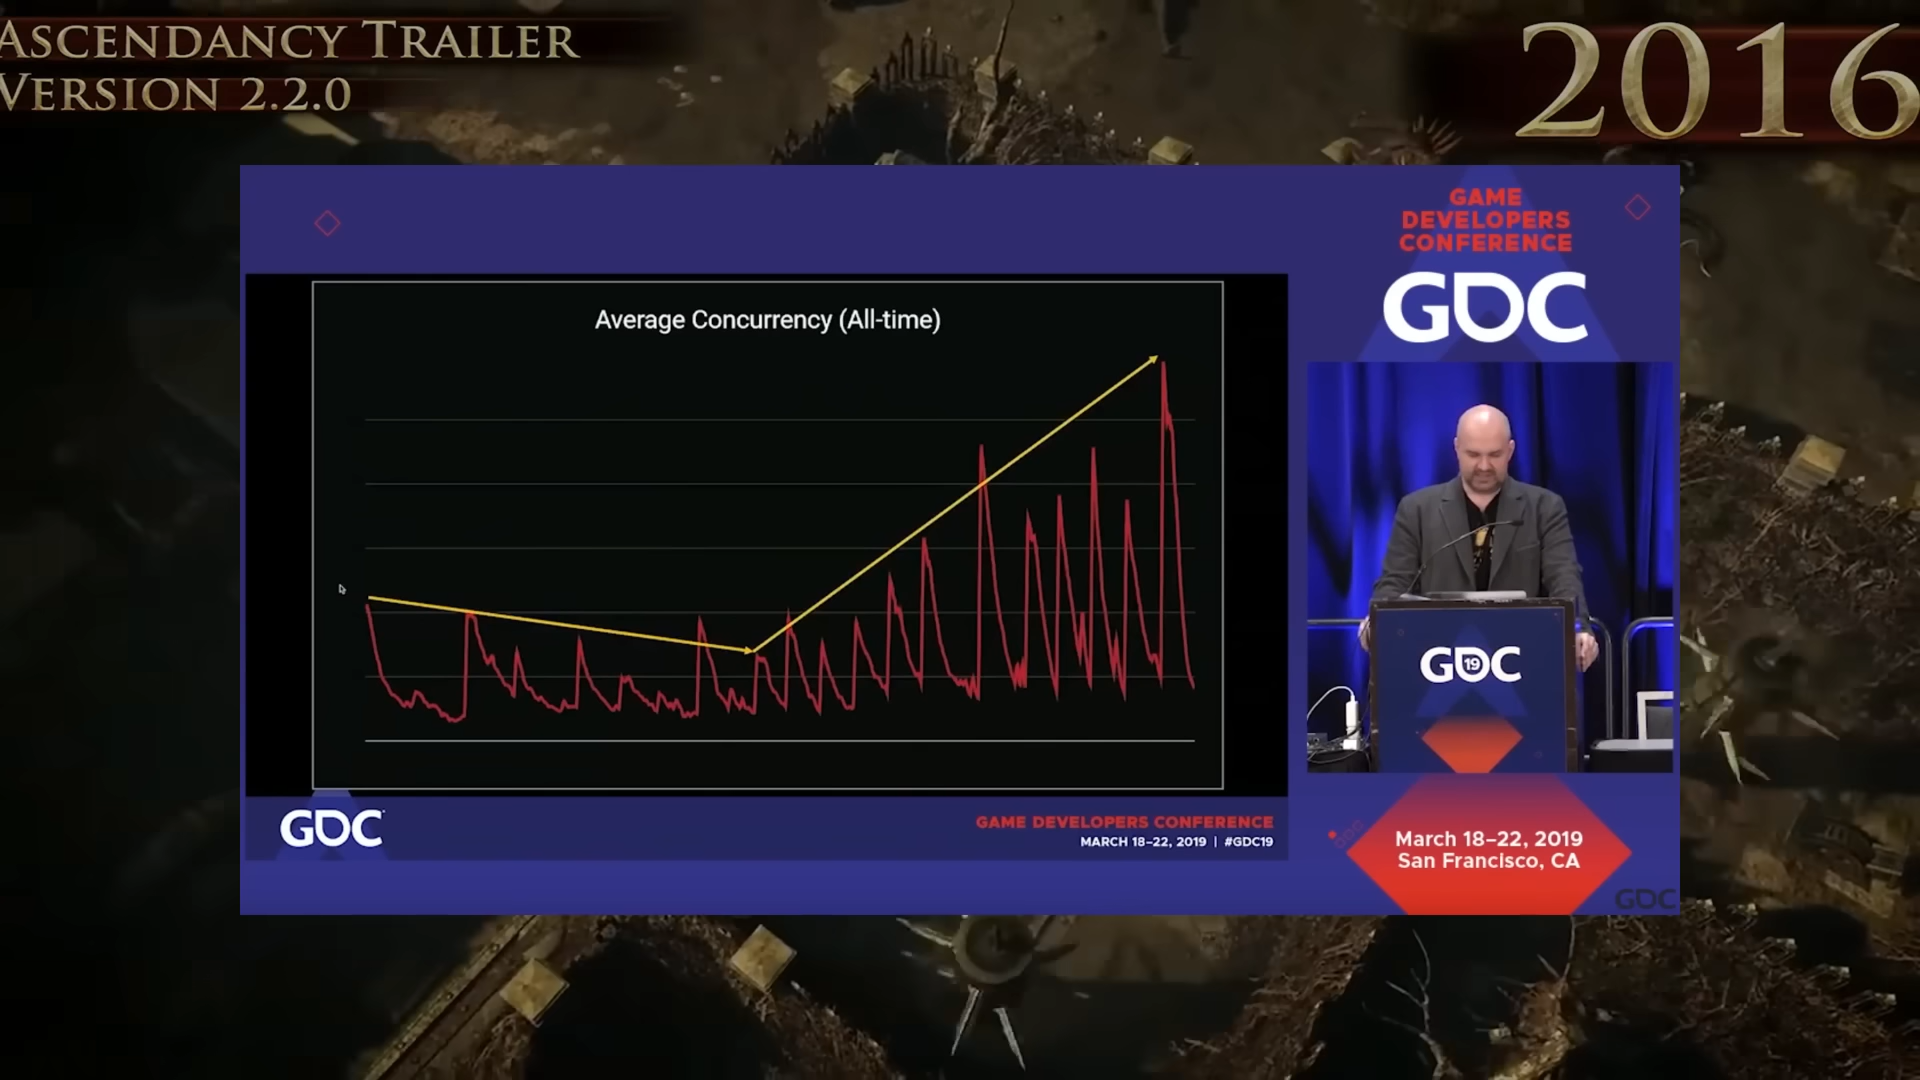 ASCENDANCY TRAILER
VERSION 2.2.0
2016
GAME
DEVELOPERS
CONFERENCE
GDC
Average Concurrency (All-time)
GDC
19
GDC
GAME DEVELOPERS CONFERENCE
MARCH 18-22, 2019 | #GDC19
March 18-22, 2019
San Francisco, CA
GDC